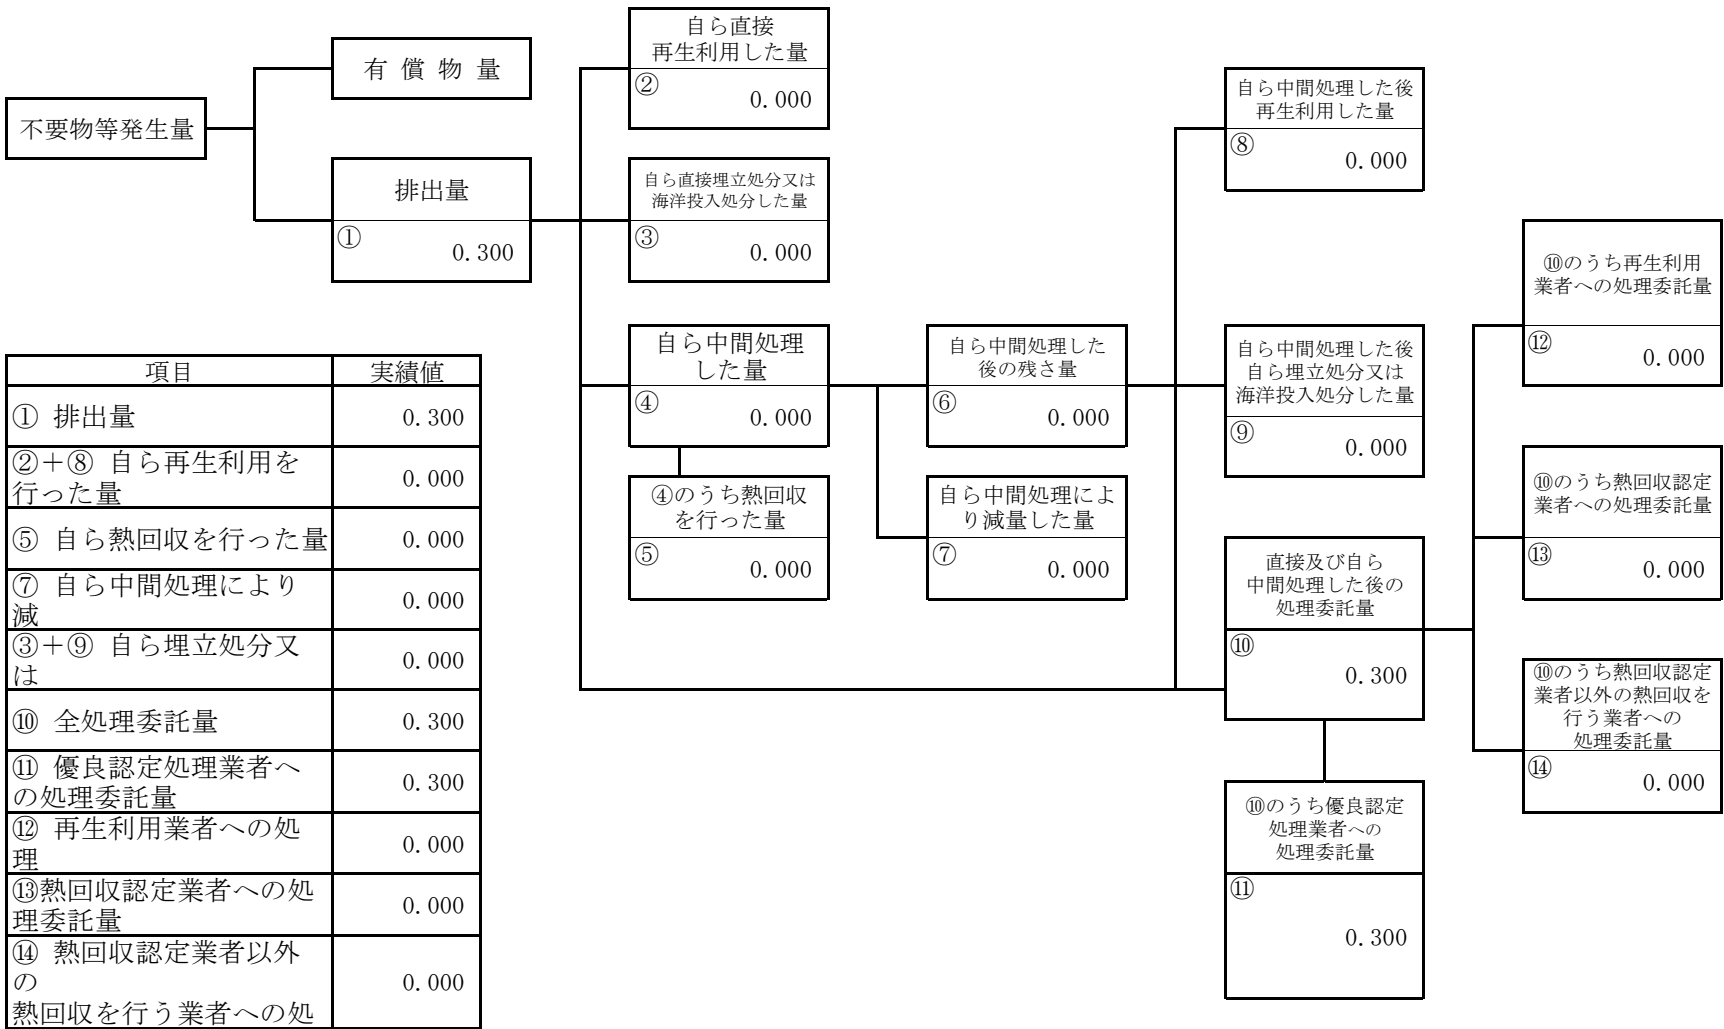 不要物等発生量
有 償 物 量
排出量
①
0.300
自ら直接
再生利用した量
②
0.000
自ら直接埋立処分又は
海洋投入処分した量
③
0.000
自ら中間処理
した量
④
0.000
④のうち熱回収
を行った量
⑤
0.000
自ら中間処理した
後の残さ量
⑥
0.000
自ら中間処理によ
り減量した量
⑦
0.000
自ら中間処理した後
再生利用した量
⑧
0.000
自ら中間処理した後
自ら埋立処分又は
海洋投入処分した量
⑨
0.000
直接及び自ら
中間処理した後の
処理委託量
⑩
0.300
⑩のうち優良認定
処理業者への
処理委託量
⑪
0.300
⑩のうち再生利用
業者への処理委託量
⑫
0.000
⑩のうち熱回収認定
業者への処理委託量
⑬
0.000
⑩のうち熱回収認定
業者以外の熱回収を
行う業者への
処理委託量
⑭
0.000
項目 実績値
① 排出量 0.300
②＋⑧ 自ら再生利用を
行った量 0.000
⑤ 自ら熱回収を行った量 0.000
⑦ 自ら中間処理により
減 0.000
③＋⑨ 自ら埋立処分又
は 0.000
⑩ 全処理委託量 0.300
⑪ 優良認定処理業者へ
の処理委託量 0.300
⑫ 再生利用業者への処
理 0.000
⑬熱回収認定業者への処
理委託量 0.000
⑭ 熱回収認定業者以外
の 0.000
熱回収を行う業者への処